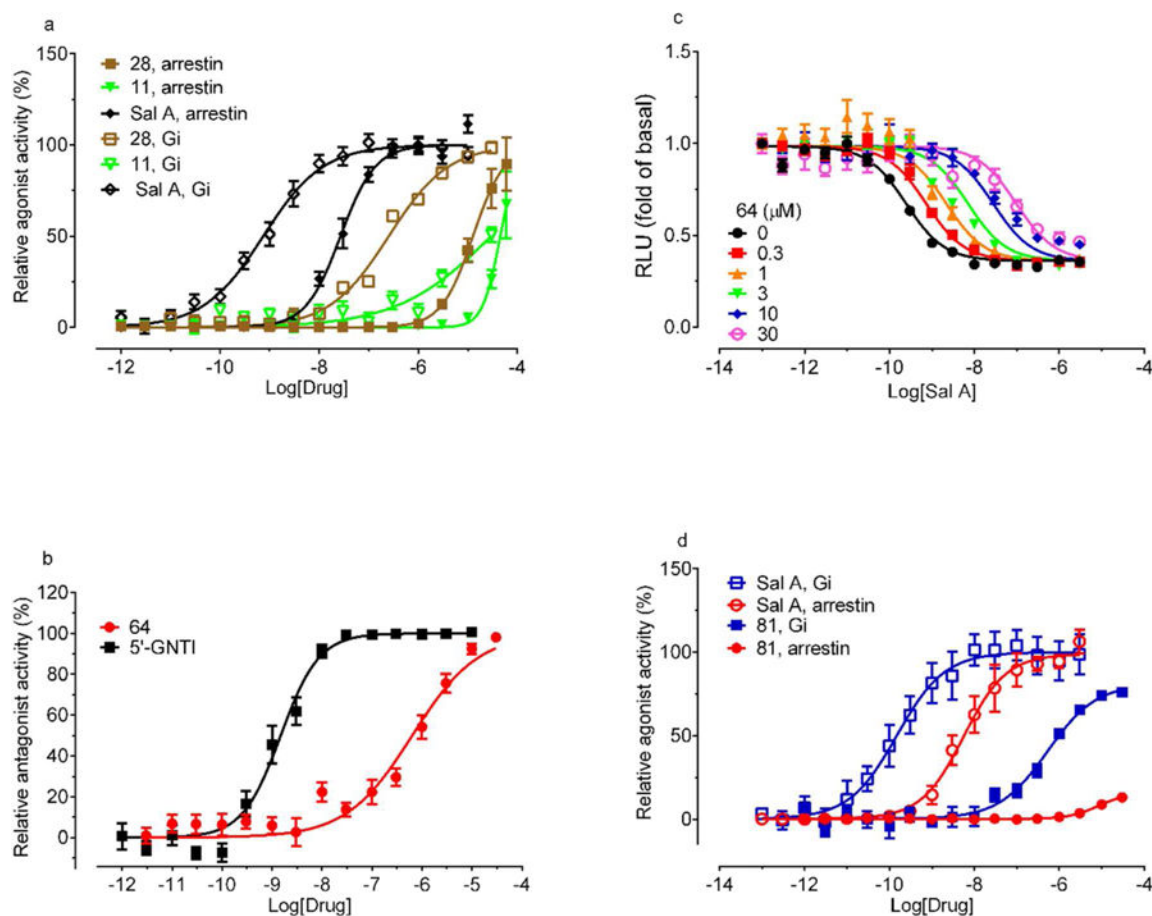 a
150
100
50
0
Relative agonist activity (%)
28, arrestin
11, arrestin
Sal A, arrestin
28, Gi
11, Gi
Sal A, Gi
-12 -10 -8 -6 -4
Log[Drug]
c
1.5
1.0
0.5
0.0
RLU (fold of basal)
64 (μM)
0
0.3
1
3
10
30
-14 -12 -10 -8 -6 -4
Log[Sal A]
b
120
100
80
60
40
20
0
Relative antagonist activity (%)
64
5'-GNTI
-12 -11 -10 -9 -8 -7 -6 -5 -4
Log[Drug]
d
150
100
50
0
Relative agonist activity (%)
Sal A, Gi
Sal A, arrestin
81, Gi
81, arrestin
-14 -12 -10 -8 -6 -4
Log[Drug]